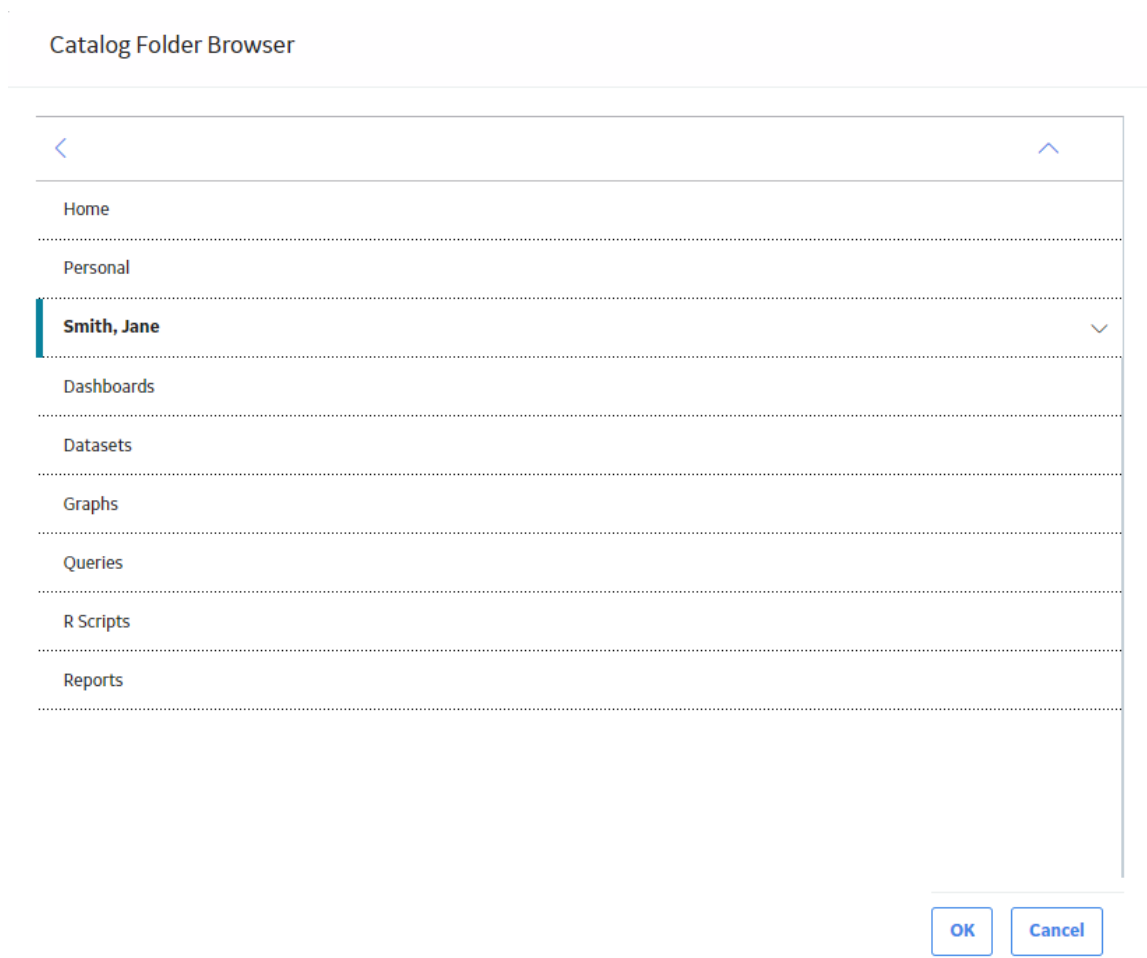 Catalog Folder Browser
Home
Personal
Smith, Jane
Dashboards
Datasets
Graphs
Queries
R Scripts
Reports
OK Cancel